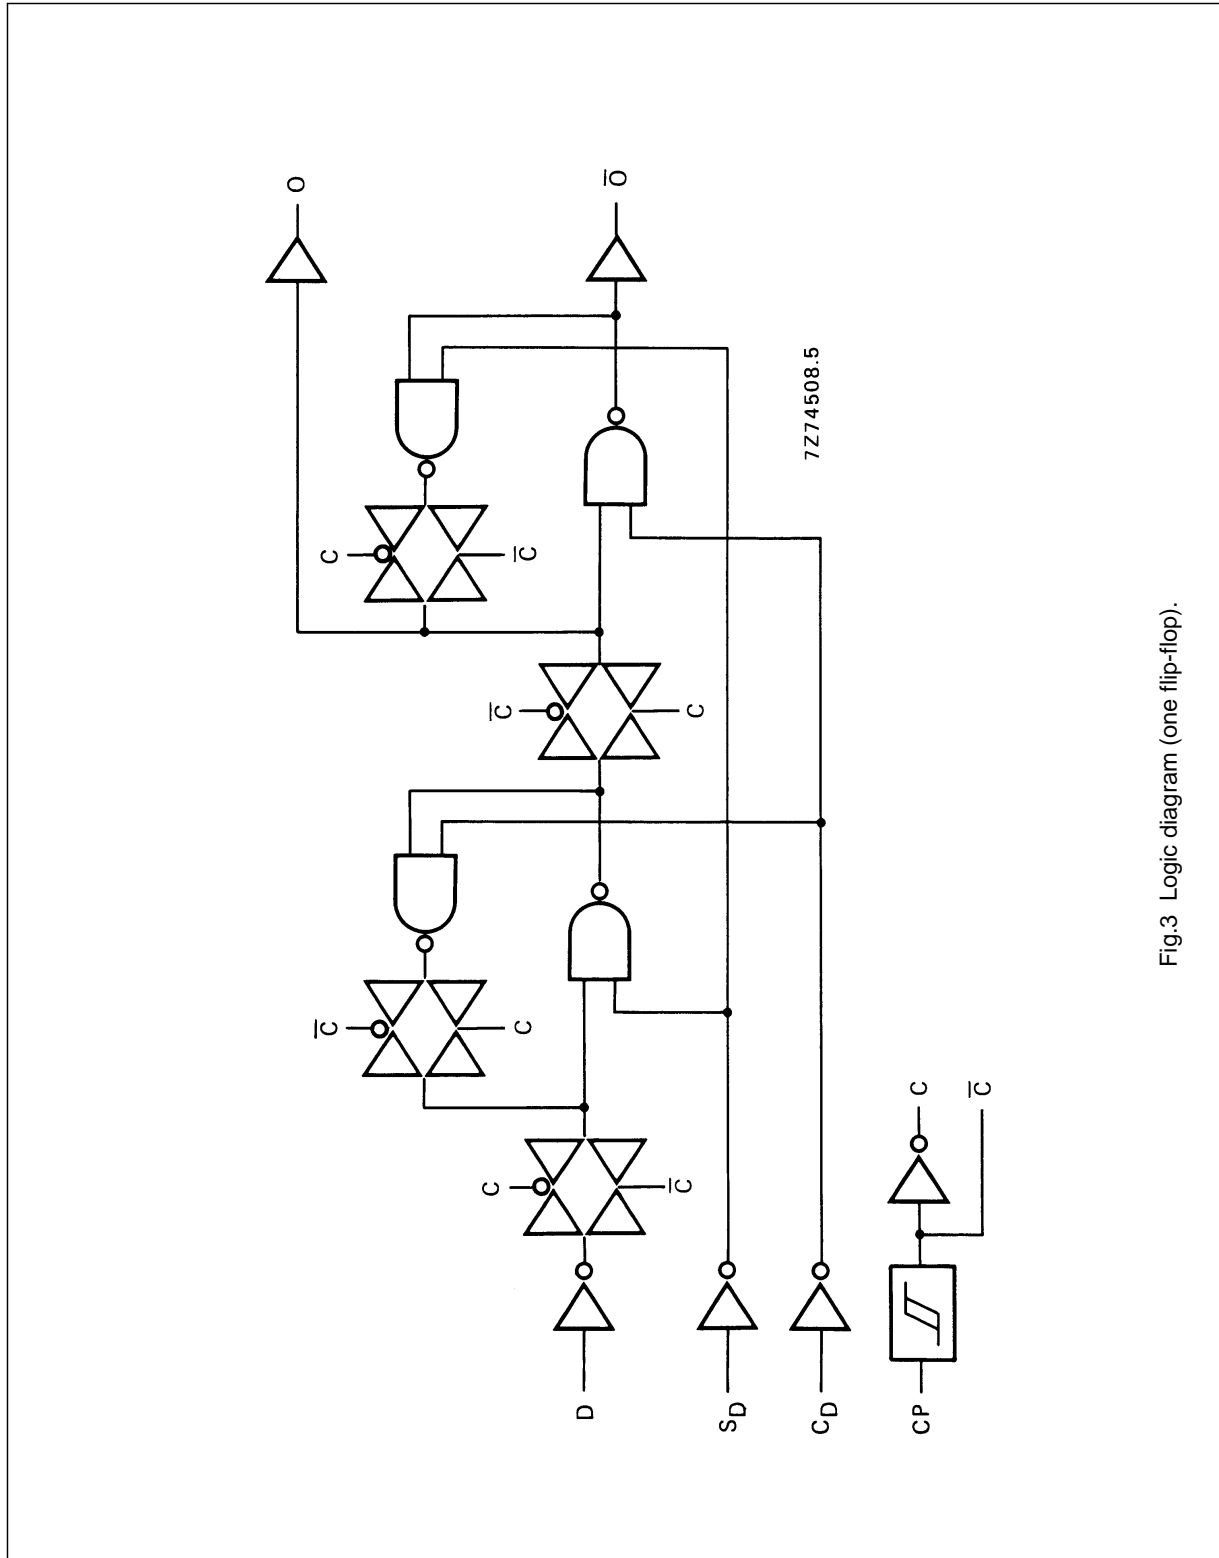 O
O̅
C
C̅
7Z74508.5
C̅
C
C̅
C
C
C̅
C
C̅
D
S_D
C_D
CP
Fig.3 Logic diagram (one flip-flop).